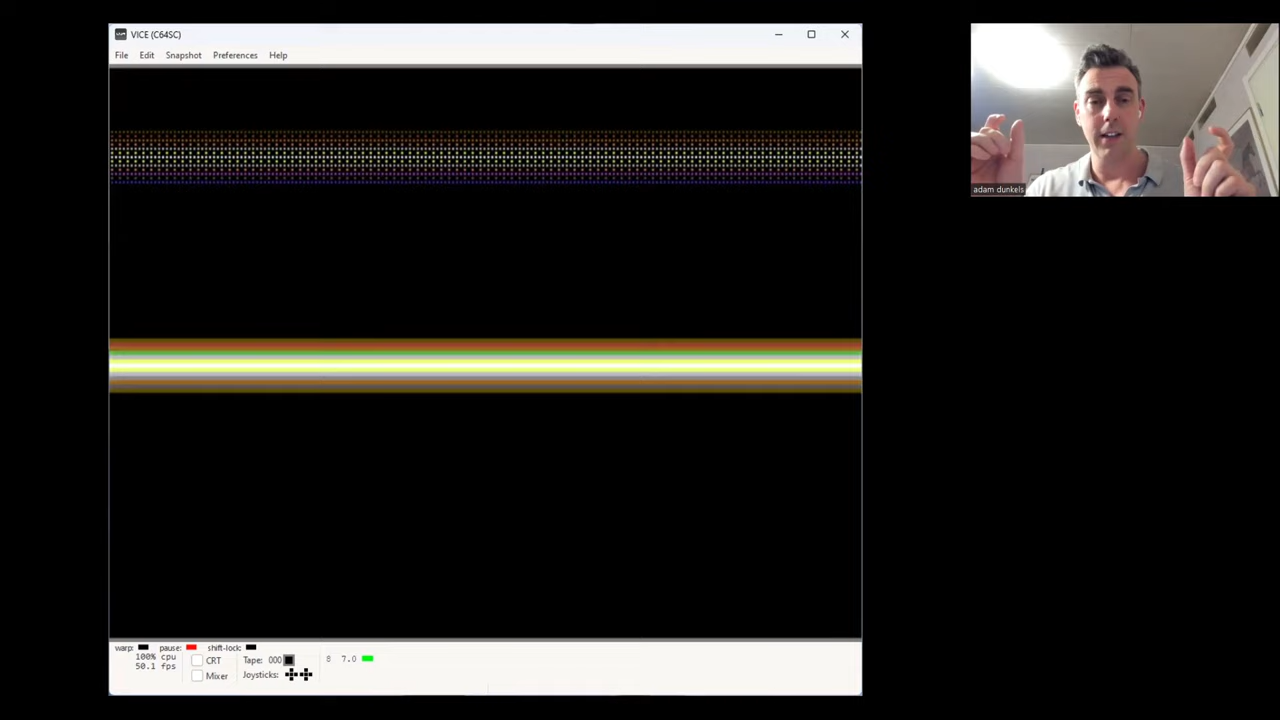 VICE (C64SC)
File Edit Snapshot Preferences Help
adam dunkels
warp: pause: shift-lock:
100% cpu
50.1 fps
CRT
Mixer
Tape: 000
Joysticks:
8 7.0